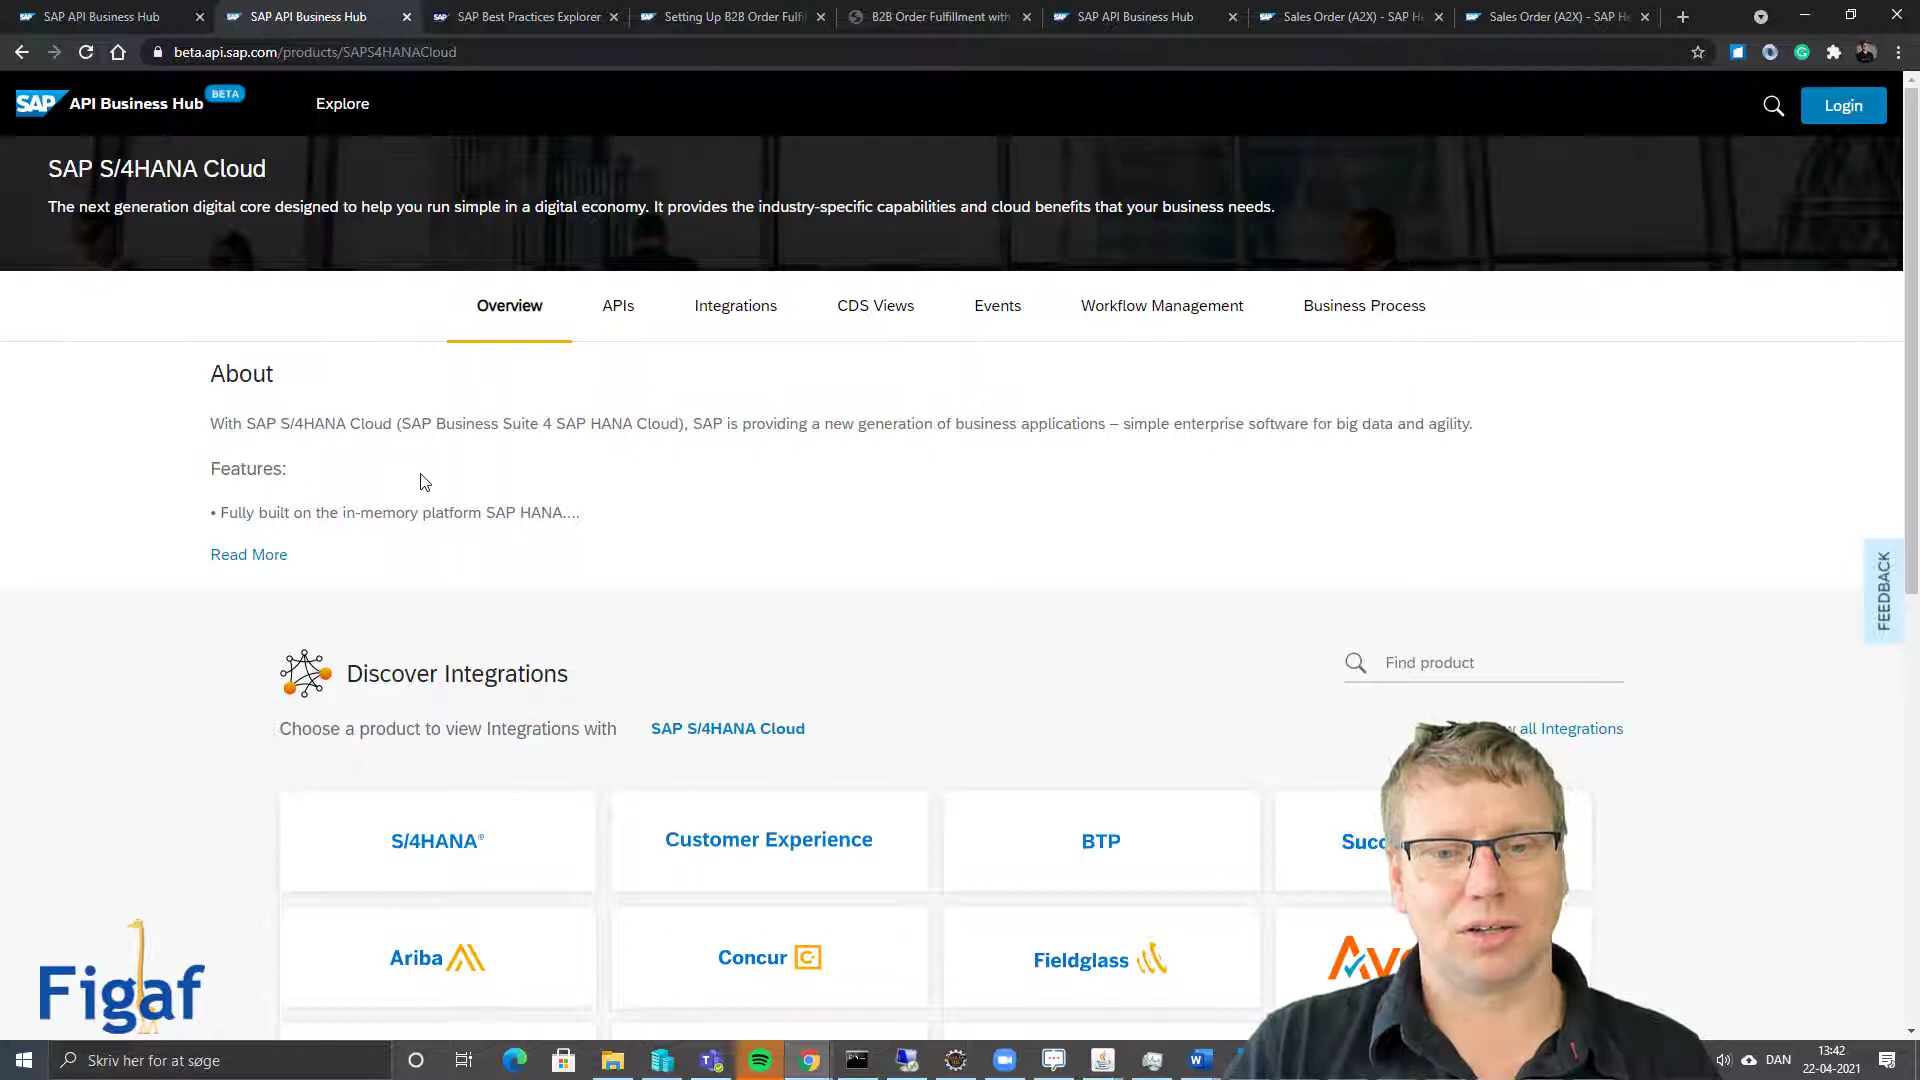 SAP API Business Hub
SAP API Business Hub
SAP Best Practices Explorer
Setting Up B2B Order Fulfi
B2B Order Fulfillment with
SAP API Business Hub
Sales Order (A2X) - SAP He
Sales Order (A2X) - SAP He
beta.api.sap.com/products/SAPS4HANACloud
SAP API Business Hub BETA
Explore
Login
SAP S/4HANA Cloud
The next generation digital core designed to help you run simple in a digital economy. It provides the industry-specific capabilities and cloud benefits that your business needs.
Overview APIs Integrations CDS Views Events Workflow Management Business Process
About
With SAP S/4HANA Cloud (SAP Business Suite 4 SAP HANA Cloud), SAP is providing a new generation of business applications – simple enterprise software for big data and agility.
Features:
• Fully built on the in-memory platform SAP HANA....
Read More
FEEDBACK
Discover Integrations
Find product
Choose a product to view Integrations with SAP S/4HANA Cloud
all Integrations
S/4HANA®
Customer Experience
BTP
Succ
Ariba
Concur
Fieldglass
Ava
Figaf
Skriv her for at søge
DAN
13:42
22-04-2021